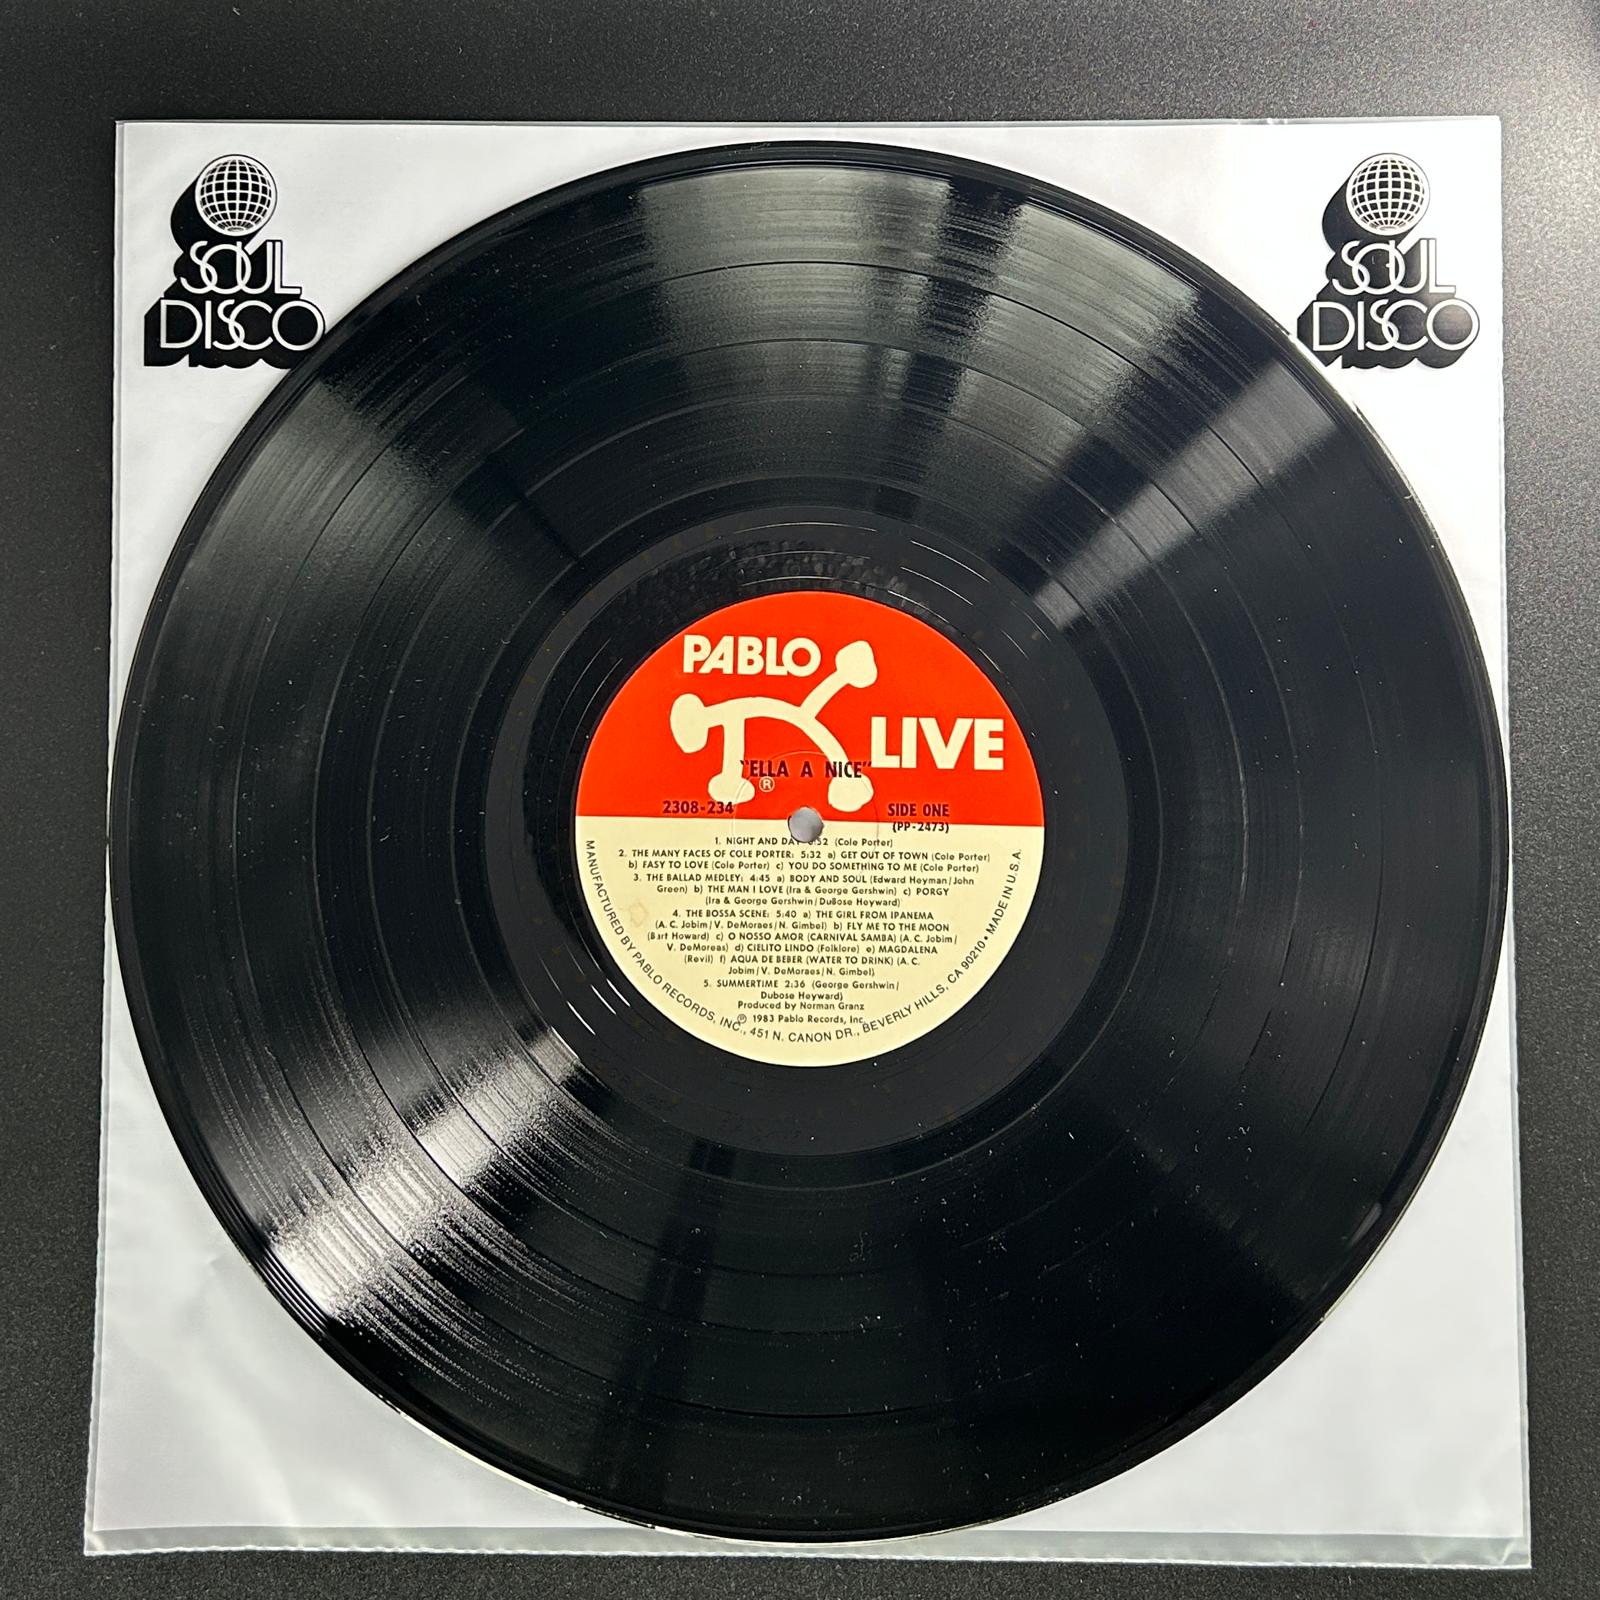 SOUL
DISCO
SOUL
DISCO
PABLO
LIVE
"ELLA A NICE"
®
2308-234
SIDE ONE
(PP-2473)
1. NIGHT AND DAY :52 (Cole Porter)
2. THE MANY FACES OF COLE PORTER: 5:32 a) GET OUT OF TOWN (Cole Porter)
b) EASY TO LOVE (Cole Porter) c) YOU DO SOMETHING TO ME (Cole Porter)
3. THE BALLAD MEDLEY: 4:45 a) BODY AND SOUL (Edward Heyman/John
Green) b) THE MAN I LOVE (Ira & George Gershwin) c) PORGY
(Ira & George Gershwin/DuBose Heyward)
4. THE BOSSA SCENE: 5:40 a) THE GIRL FROM IPANEMA
(A. C. Jobim/V. DeMoraes/N. Gimbel) b) FLY ME TO THE MOON
(Bart Howard) c) O NOSSO AMOR (CARNIVAL SAMBA) (A. C. Jobim/
V. DeMoreas) d) CIELITO LINDO (Folklore) e) MAGDALENA
(Revil) f) AQUA DE BEBER (WATER TO DRINK) (A. C.
Jobim/V. DeMoraes/N. Gimbel)
5. SUMMERTIME 2:36 (George Gershwin/
Dubose Heyward)
Produced by Norman Granz
℗ 1983 Pablo Records, Inc.
MANUFACTURED BY PABLO RECORDS, INC., 451 N. CANON DR., BEVERLY HILLS, CA 90210 • MADE IN U.S.A.